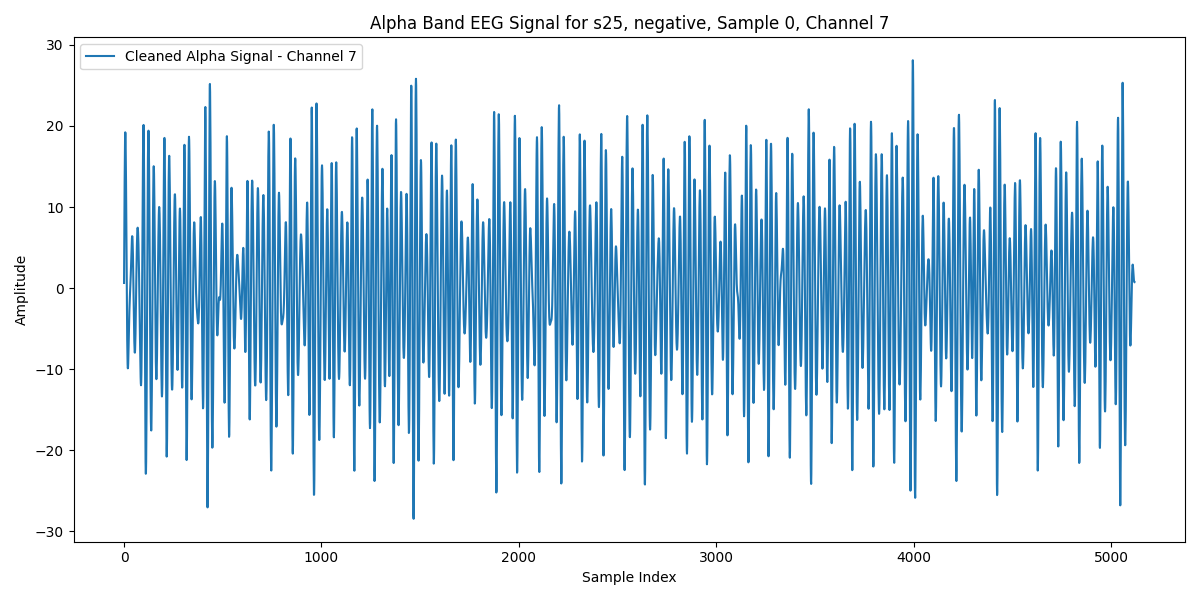 Alpha Band EEG Signal for s25, negative, Sample 0, Channel 7
Cleaned Alpha Signal - Channel 7
Amplitude
30
20
10
0
−10
−20
−30
0 1000 2000 3000 4000 5000
Sample Index